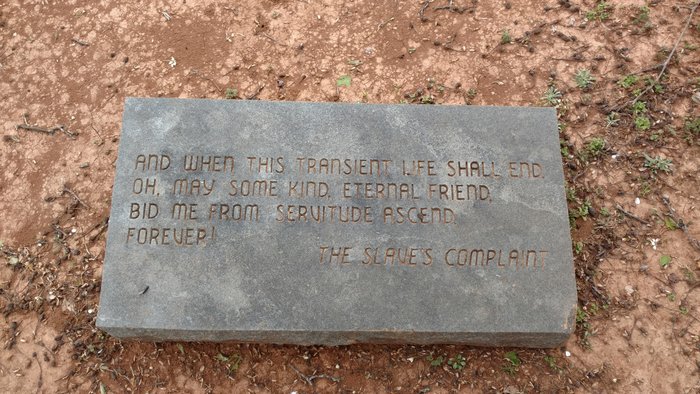 AND WHEN THIS TRANSIENT LIFE SHALL END,
OH, MAY SOME KIND, ETERNAL FRIEND,
BID ME FROM SERVITUDE ASCEND,
FOREVER!
THE SLAVE'S COMPLAINT